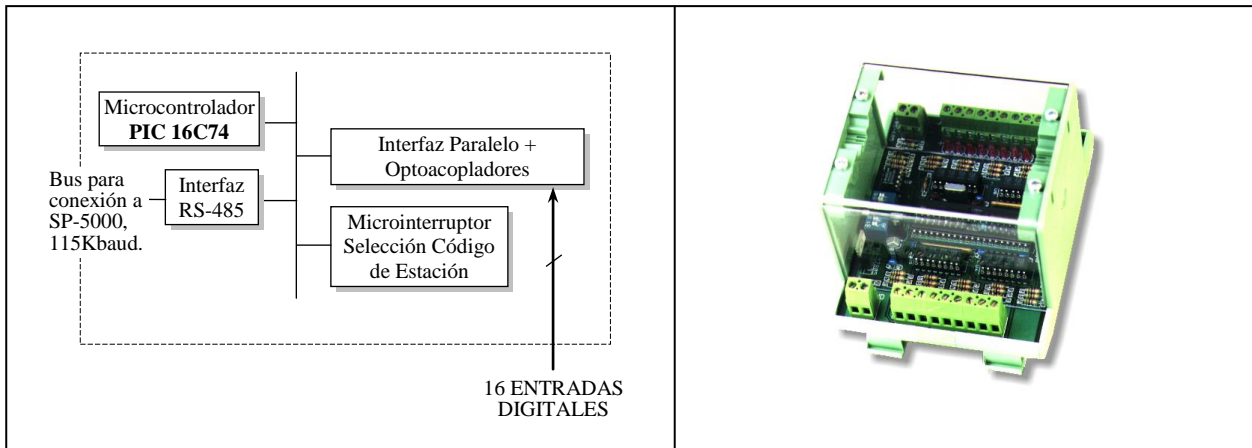 Microcontrolador
PIC 16C74
Bus para
conexión a
SP-5000,
115Kbaud.
Interfaz
RS-485
Interfaz Paralelo +
Optoacopladores
Microinterruptor
Selección Código
de Estación
16 ENTRADAS
DIGITALES